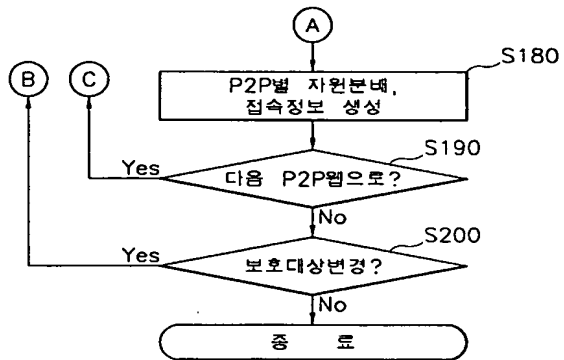 A
S180
P2P별 자원분배,
접속정보 생성
B
C
S190
Yes
다음 P2P웹으로?
No
S200
Yes
보호대상변경?
No
종 료